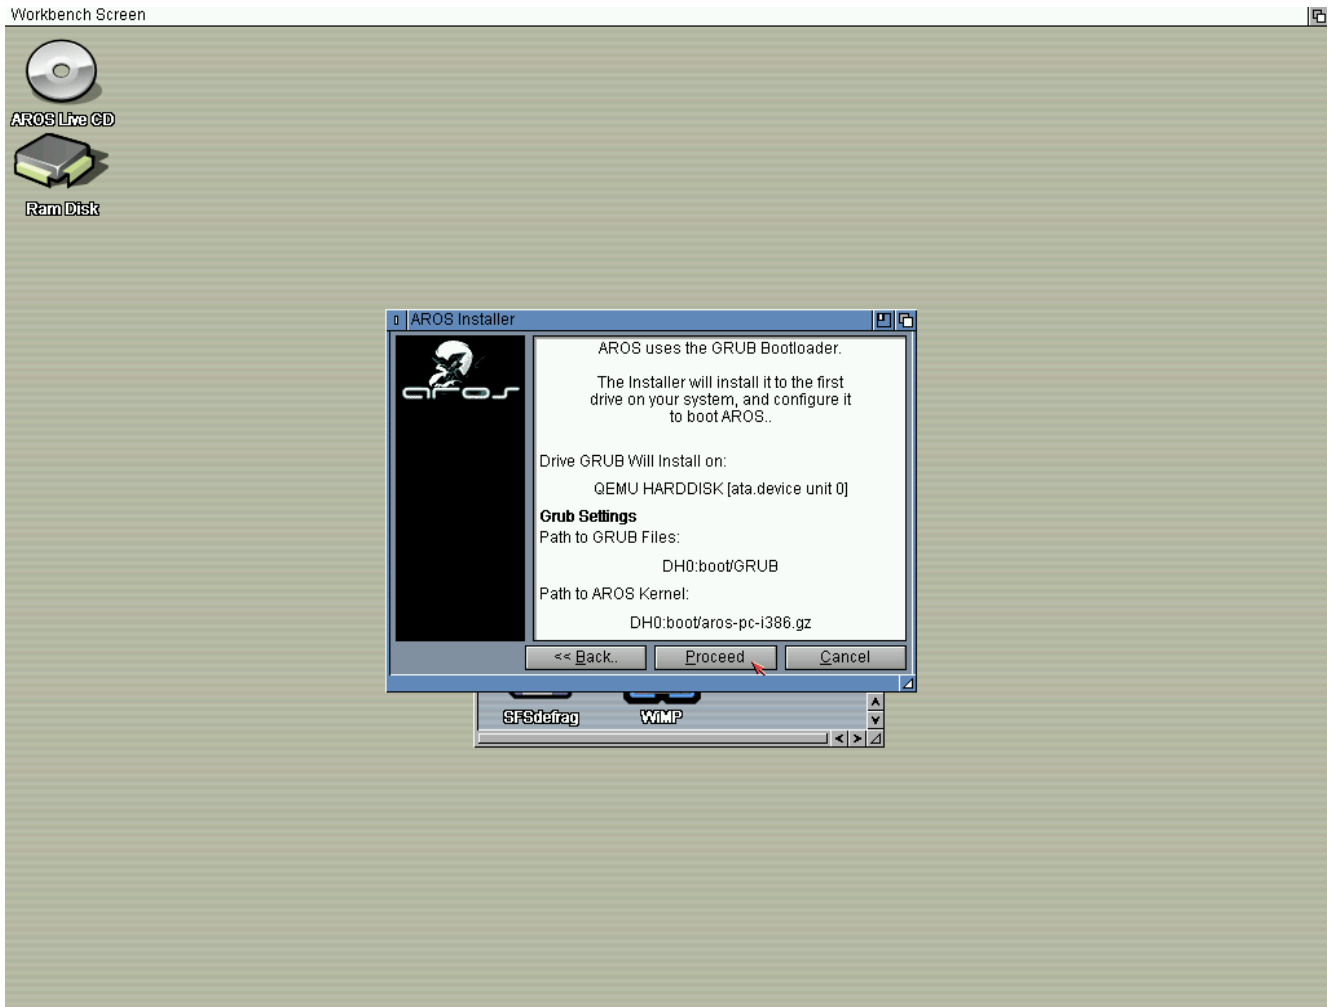 Workbench Screen
AROS Live CD
Ram Disk
AROS Installer
aros
AROS uses the GRUB Bootloader.
The Installer will install it to the first
drive on your system, and configure it
to boot AROS..
Drive GRUB Will Install on:
QEMU HARDDISK [ata.device unit 0]
Grub Settings
Path to GRUB Files:
DH0:boot/GRUB
Path to AROS Kernel:
DH0:boot/aros-pc-i386.gz
<< Back.. Proceed Cancel
SFSdefrag WiMP